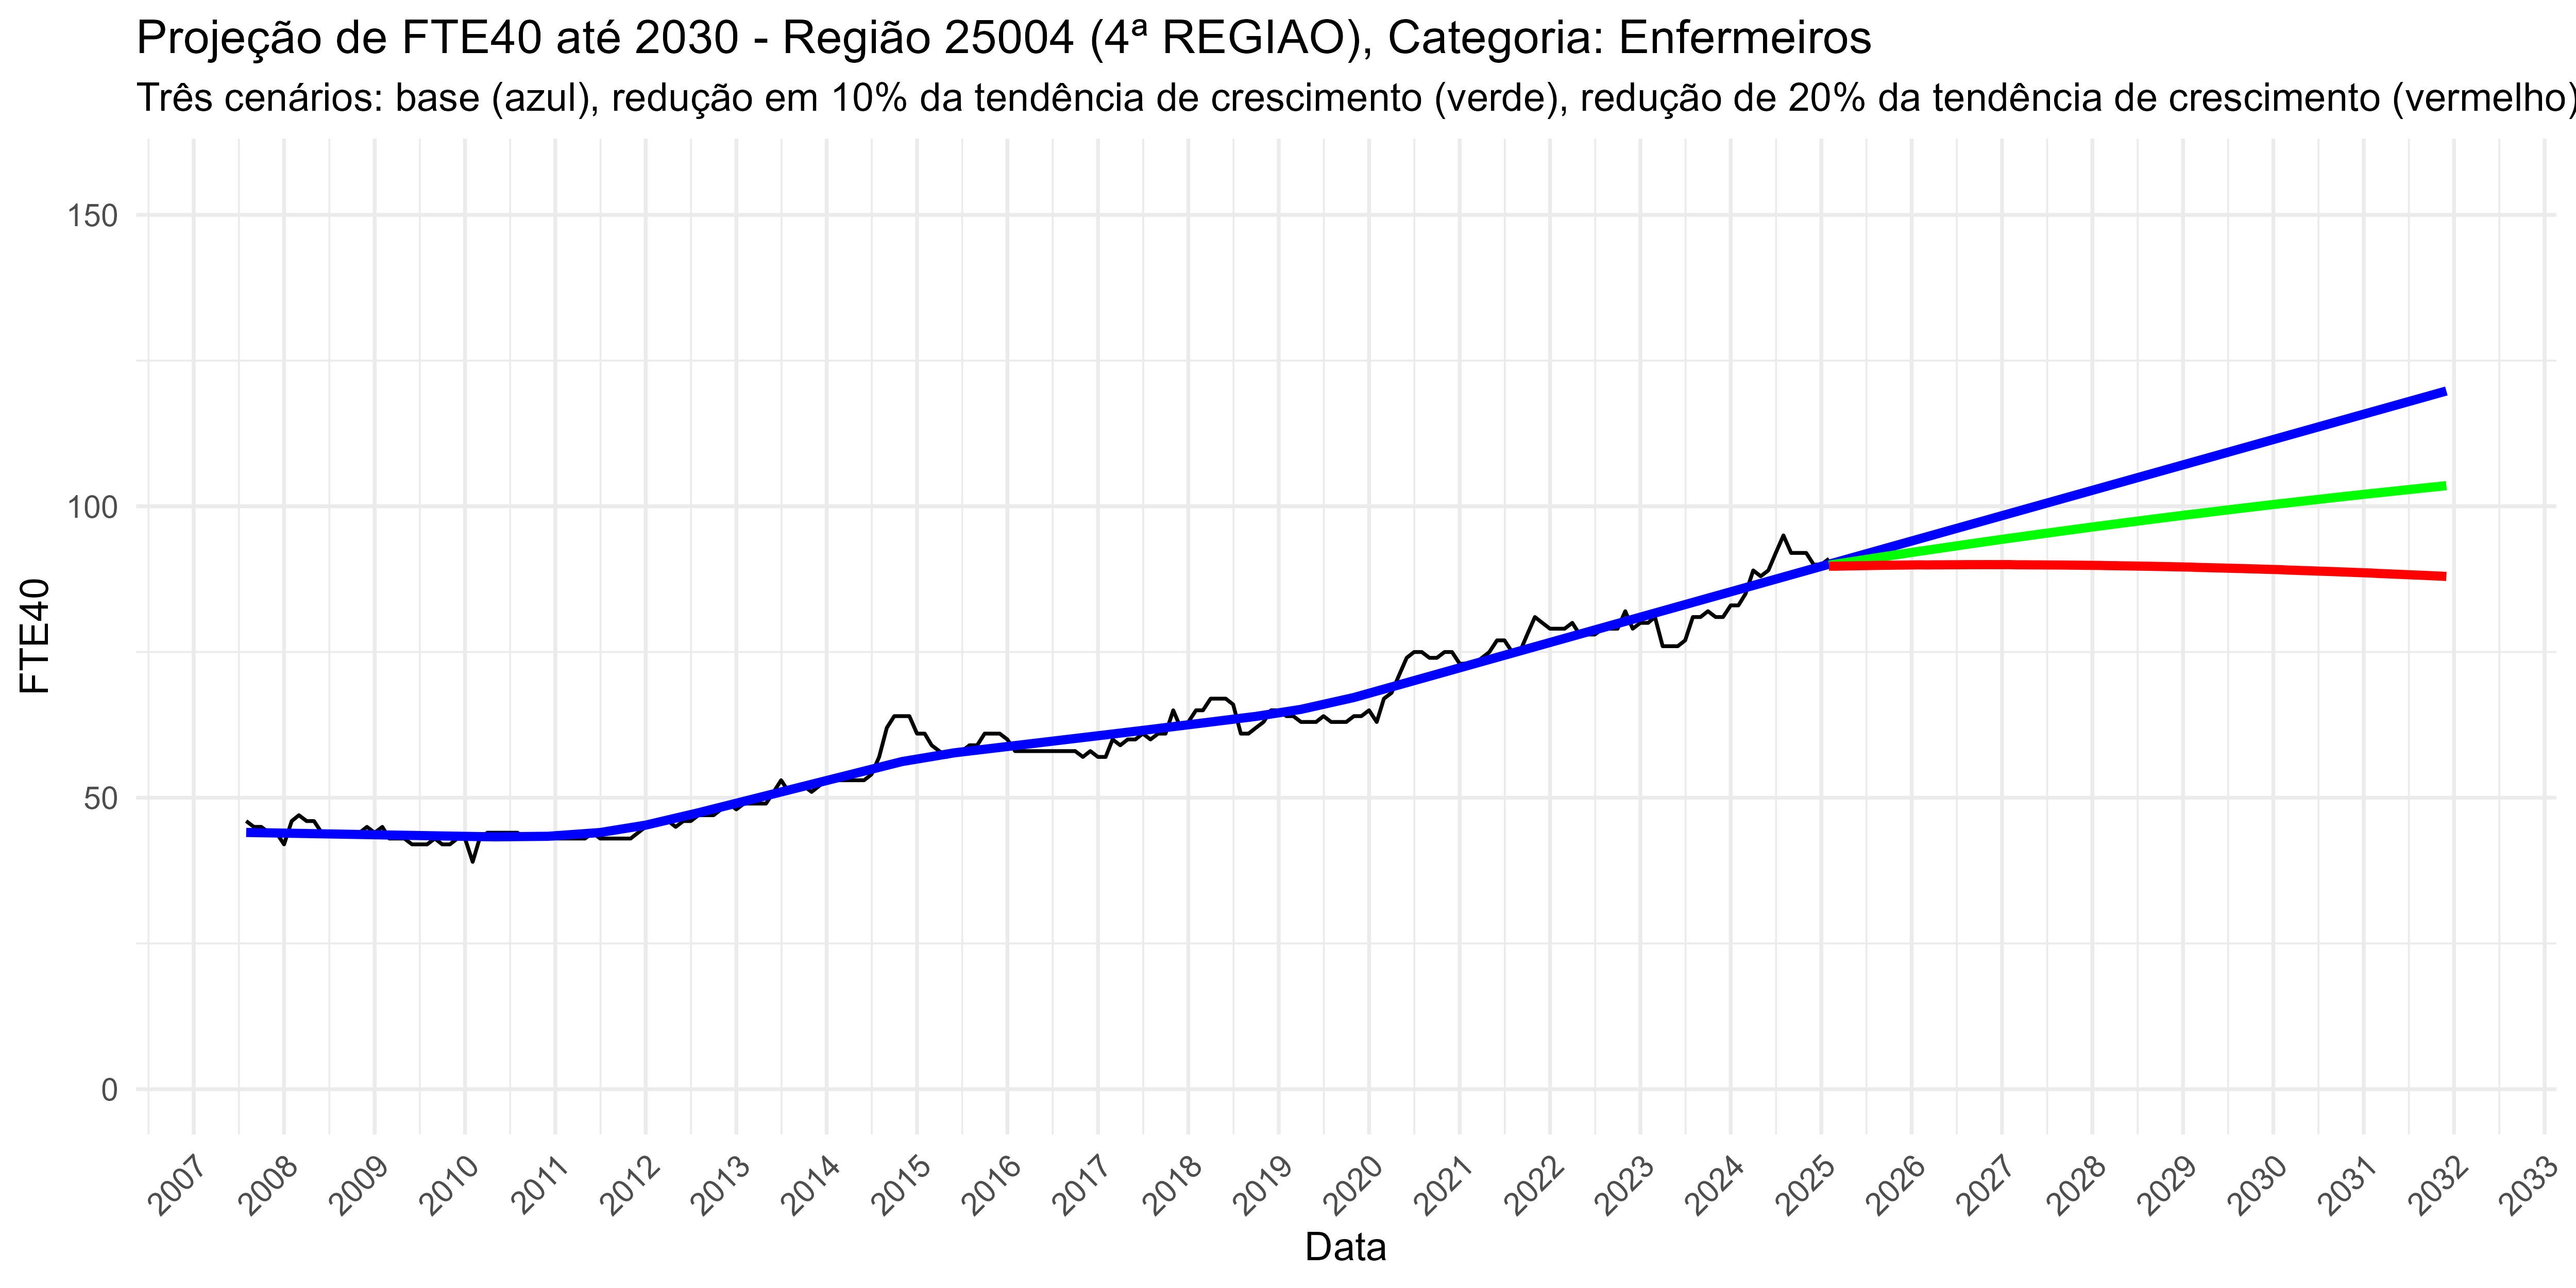 Projeção de FTE40 até 2030 - Região 25004 (4ª REGIAO), Categoria: Enfermeiros
Três cenários: base (azul), redução em 10% da tendência de crescimento (verde), redução de 20% da tendência de crescimento (vermelho)
150
100
50
0
FTE40
2007 2008 2009 2010 2011 2012 2013 2014 2015 2016 2017 2018 2019 2020 2021 2022 2023 2024 2025 2026 2027 2028 2029 2030 2031 2032 2033
Data